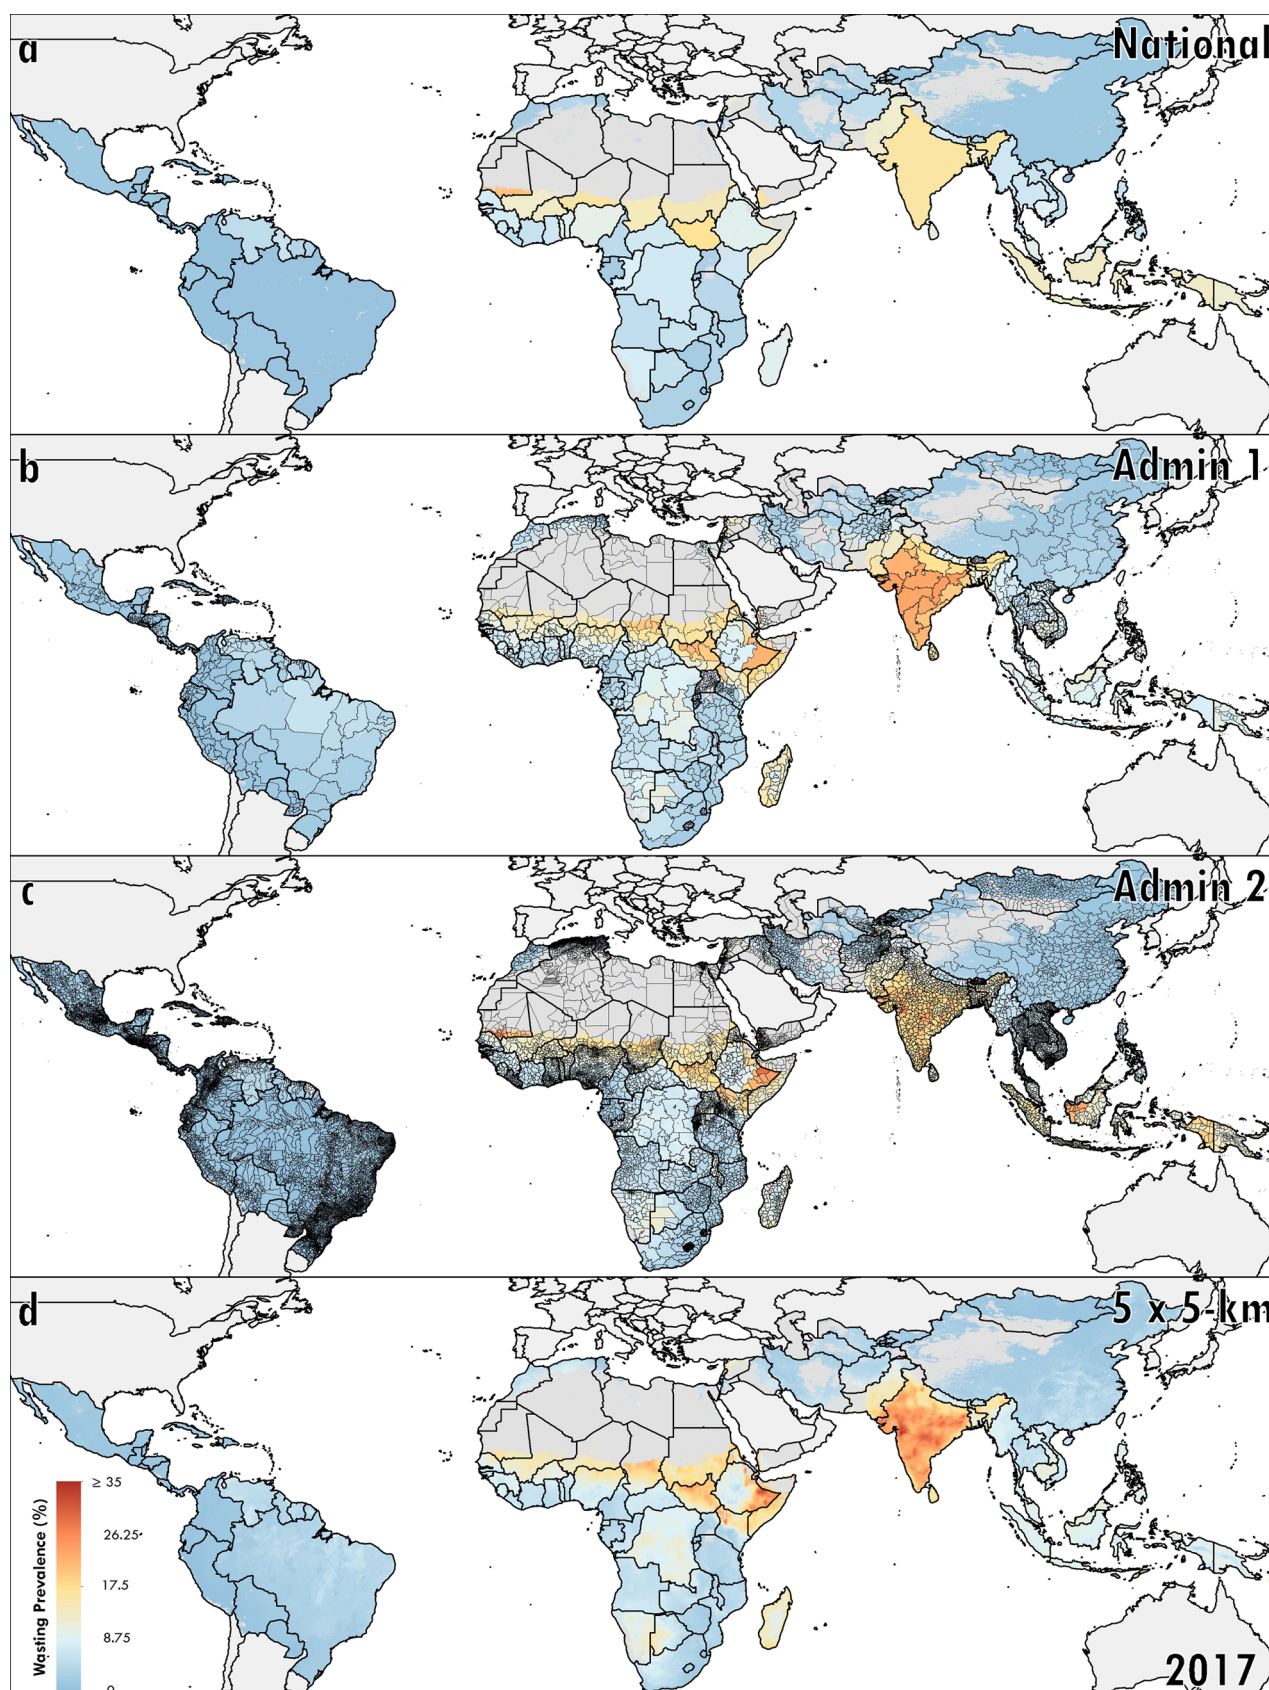 a
National
b
Admin 1
c
Admin 2
d
5 x 5-km
Wasting Prevalence (%)
≥ 35
26.25
17.5
8.75
0
2017